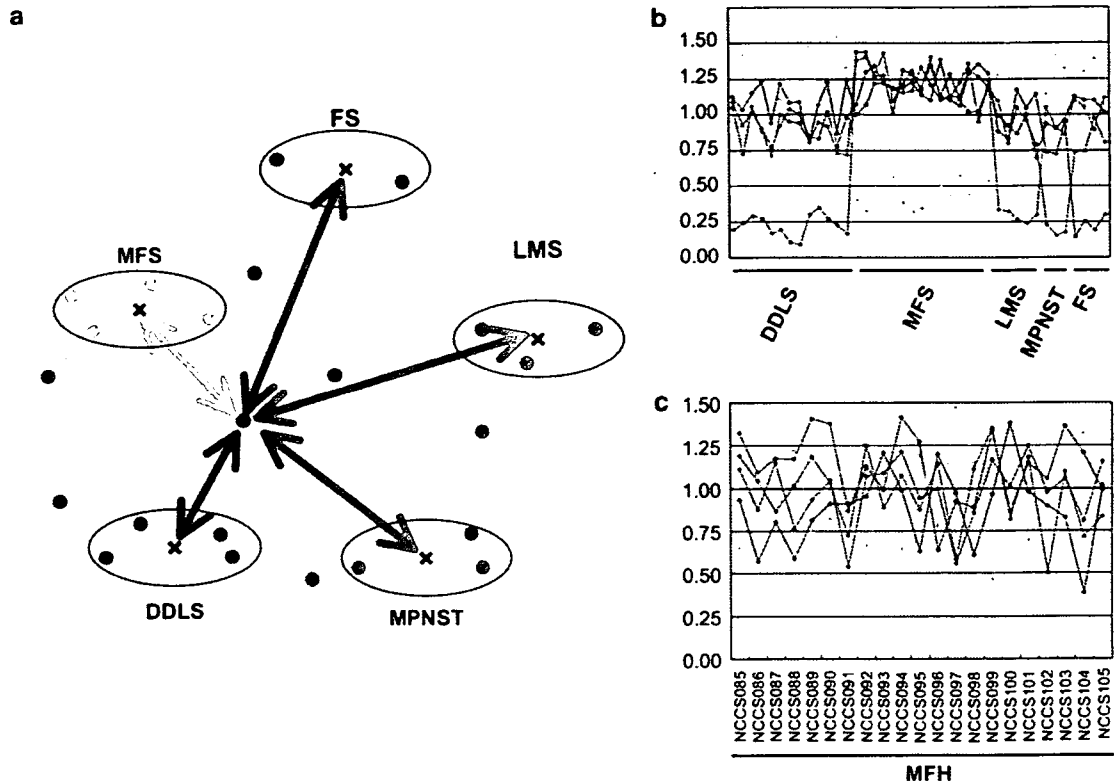 a
FS
MFS
LMS
DDLS
MPNST
b
1.50
1.25
1.00
0.75
0.50
0.25
0.00
DDLS
MFS
LMS
MPNST
FS
c
1.50
1.25
1.00
0.75
0.50
0.25
0.00
NCCS085
NCCS086
NCCS087
NCCS088
NCCS089
NCCS090
NCCS091
NCCS092
NCCS093
NCCS094
NCCS095
NCCS096
NCCS097
NCCS098
NCCS099
NCCS100
NCCS101
NCCS102
NCCS103
NCCS104
NCCS105
MFH